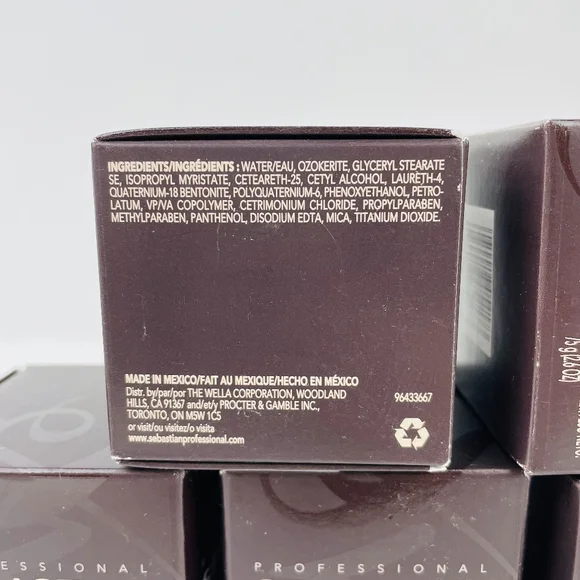 INGREDIENTS/INGRÉDIENTS : WATER/EAU, OZOKERITE, GLYCERYL STEARATE
SE, ISOPROPYL MYRISTATE, CETEARETH-25, CETYL ALCOHOL, LAURETH-4,
QUATERNIUM-18 BENTONITE, POLYQUATERNIUM-6, PHENOXYETHANOL, PETRO-
LATUM, VP/VA COPOLYMER, CETRIMONIUM CHLORIDE, PROPYLPARABEN,
METHYLPARABEN, PANTHENOL, DISODIUM EDTA, MICA, TITANIUM DIOXIDE.
MADE IN MEXICO/FAIT AU MEXIQUE/HECHO EN MÉXICO
Distr. by/par/por THE WELLA CORPORATION, WOODLAND
HILLS, CA 91367 and/et/y PROCTER & GAMBLE INC.,
TORONTO, ON M5W 1C5
or visit/ou visitez/o visita
www.sebastianprofessional.com
96433667
ESSIONAL
PROFESSIONAL